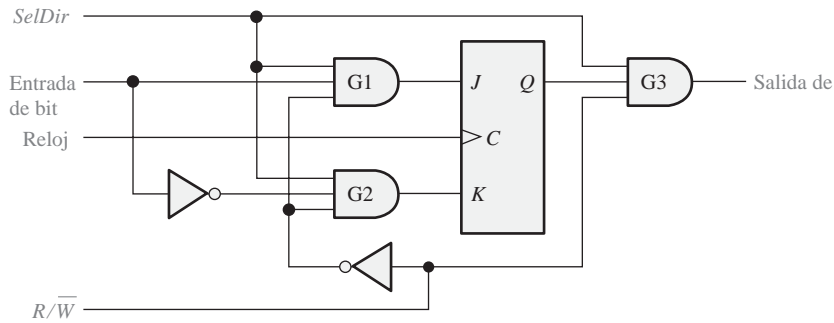 SelDir
Entrada
de bit
G1
J
Q
G3
Salida de
Reloj
C
G2
K
R/W̅